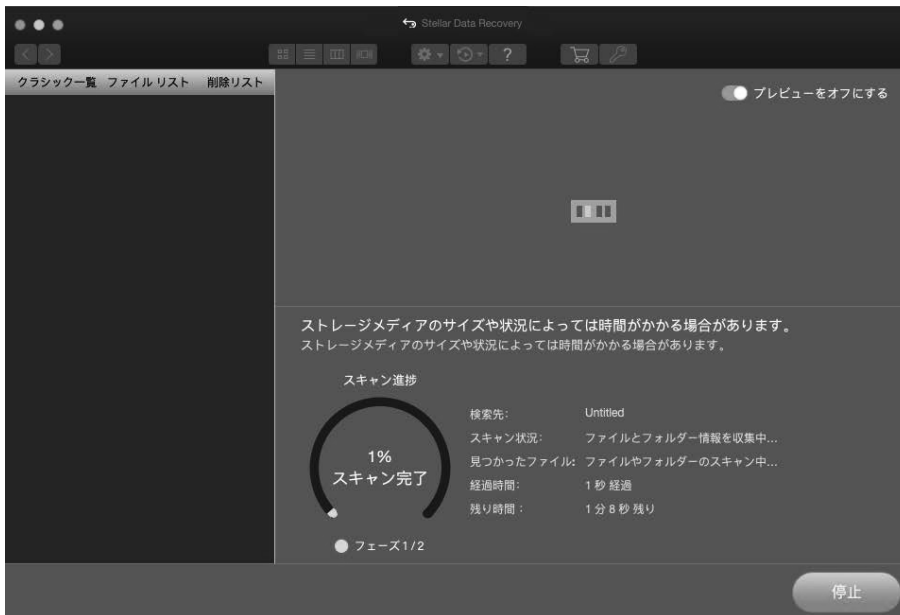 Stellar Data Recovery
?
クラシック一覧 ファイル リスト 削除リスト
プレビューをオフにする
ストレージメディアのサイズや状況によっては時間がかかる場合があります。
ストレージメディアのサイズや状況によっては時間がかかる場合があります。
スキャン進捗
1%
スキャン完了
フェーズ1/2
検索先: Untitled
スキャン状況: ファイルとフォルダー情報を収集中...
見つかったファイル: ファイルやフォルダーのスキャン中...
経過時間: 1 秒 経過
残り時間： 1 分 8 秒 残り
停止